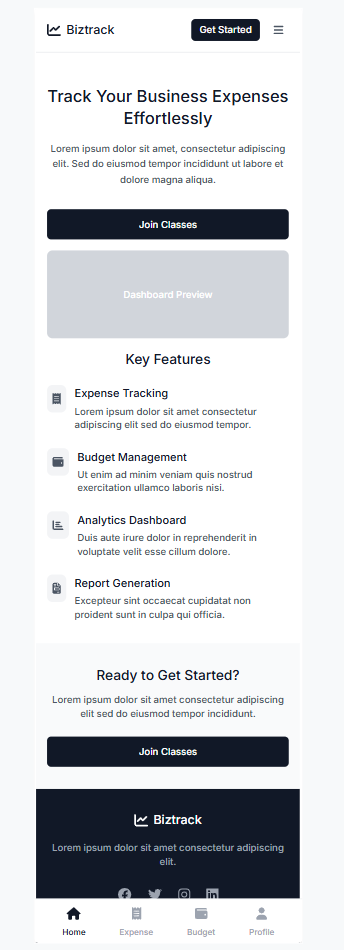 Biztrack
Get Started
Track Your Business Expenses
Effortlessly
Lorem ipsum dolor sit amet, consectetur adipiscing
elit. Sed do eiusmod tempor incididunt ut labore et
dolore magna aliqua.
Join Classes
Dashboard Preview
Key Features
Expense Tracking
Lorem ipsum dolor sit amet consectetur
adipiscing elit sed do eiusmod tempor.
Budget Management
Ut enim ad minim veniam quis nostrud
exercitation ullamco laboris nisi.
Analytics Dashboard
Duis aute irure dolor in reprehenderit in
voluptate velit esse cillum dolore.
Report Generation
Excepteur sint occaecat cupidatat non
proident sunt in culpa qui officia.
Ready to Get Started?
Lorem ipsum dolor sit amet consectetur adipiscing
elit sed do eiusmod tempor incididunt.
Join Classes
Biztrack
Lorem ipsum dolor sit amet consectetur adipiscing
elit.
Home
Expense
Budget
Profile